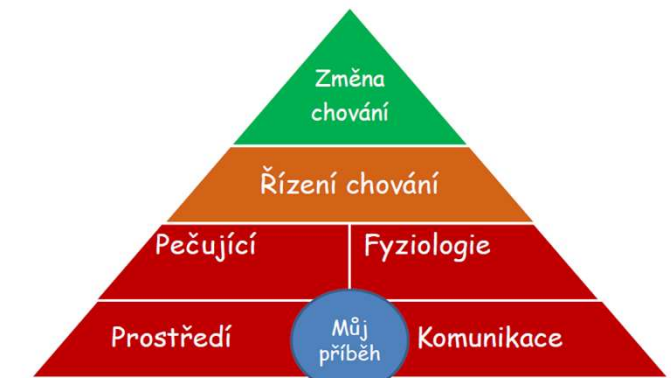 Změna
chování
Řízení chování
Pečující
Fyziologie
Prostředí
Můj
příběh
Komunikace